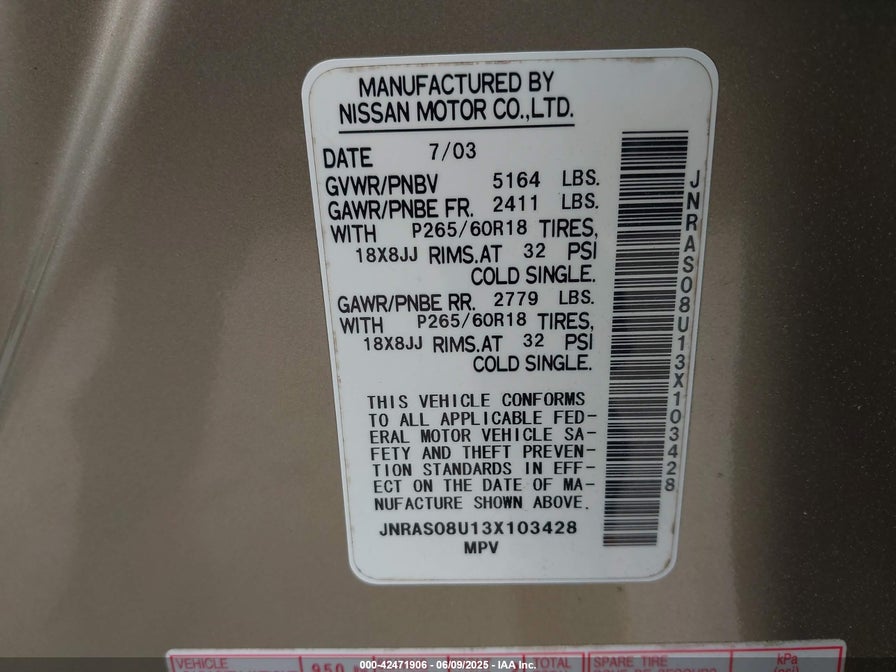 MANUFACTURED BY
NISSAN MOTOR CO.,LTD.
DATE 7/03
GVWR/PNBV 5164 LBS.
GAWR/PNBE FR. 2411 LBS.
WITH P265/60R18 TIRES,
18X8JJ RIMS.AT 32 PSI
COLD SINGLE.
GAWR/PNBE RR. 2779 LBS.
WITH P265/60R18 TIRES,
18X8JJ RIMS.AT 32 PSI
COLD SINGLE.
THIS VEHICLE CONFORMS
TO ALL APPLICABLE FED-
ERAL MOTOR VEHICLE SA-
FETY AND THEFT PREVEN-
TION STANDARDS IN EFF-
ECT ON THE DATE OF MA-
NUFACTURE SHOWN ABOVE.
JNRAS08U13X103428
MPV
JNRAS08U13X103428
VEHICLE 950 TOTAL SPARE TIRE kPa
000-42471906 - 06/09/2025 - IAA Inc.